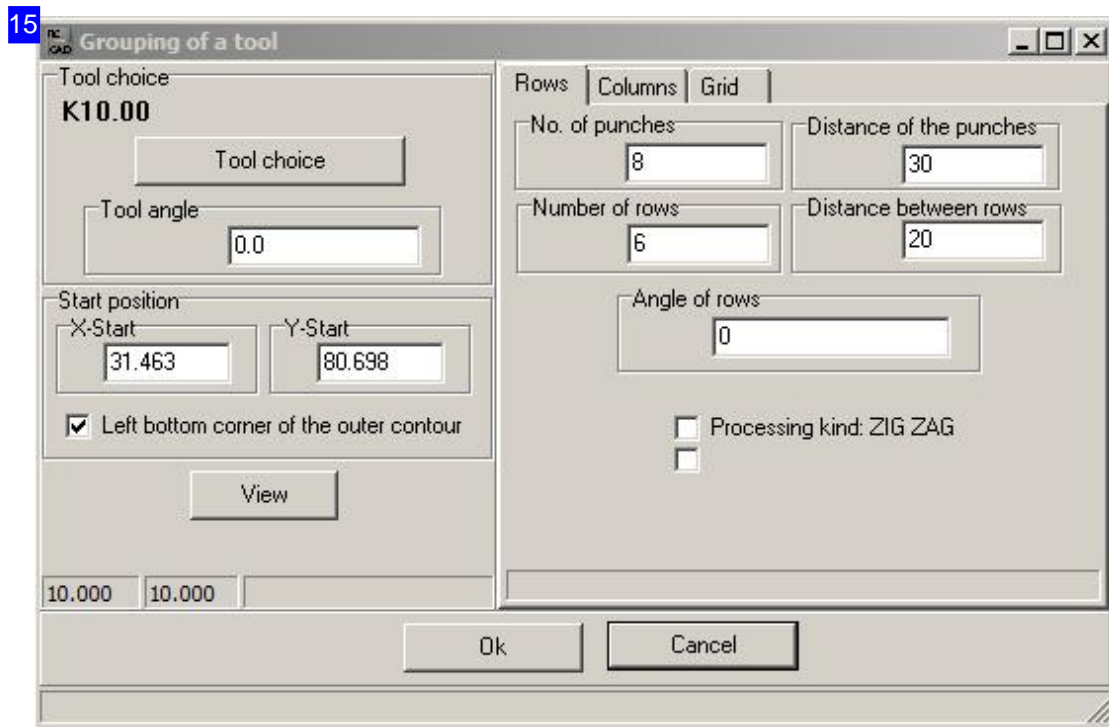 15
nc CAD Grouping of a tool
Tool choice
K10.00
Tool choice
Tool angle
0.0
Start position
X-Start
31.463
Y-Start
80.698
Left bottom corner of the outer contour
View
10.000 10.000
Rows Columns Grid
No. of punches
8
Distance of the punches
30
Number of rows
6
Distance between rows
20
Angle of rows
0
Processing kind: ZIG ZAG
Ok Cancel